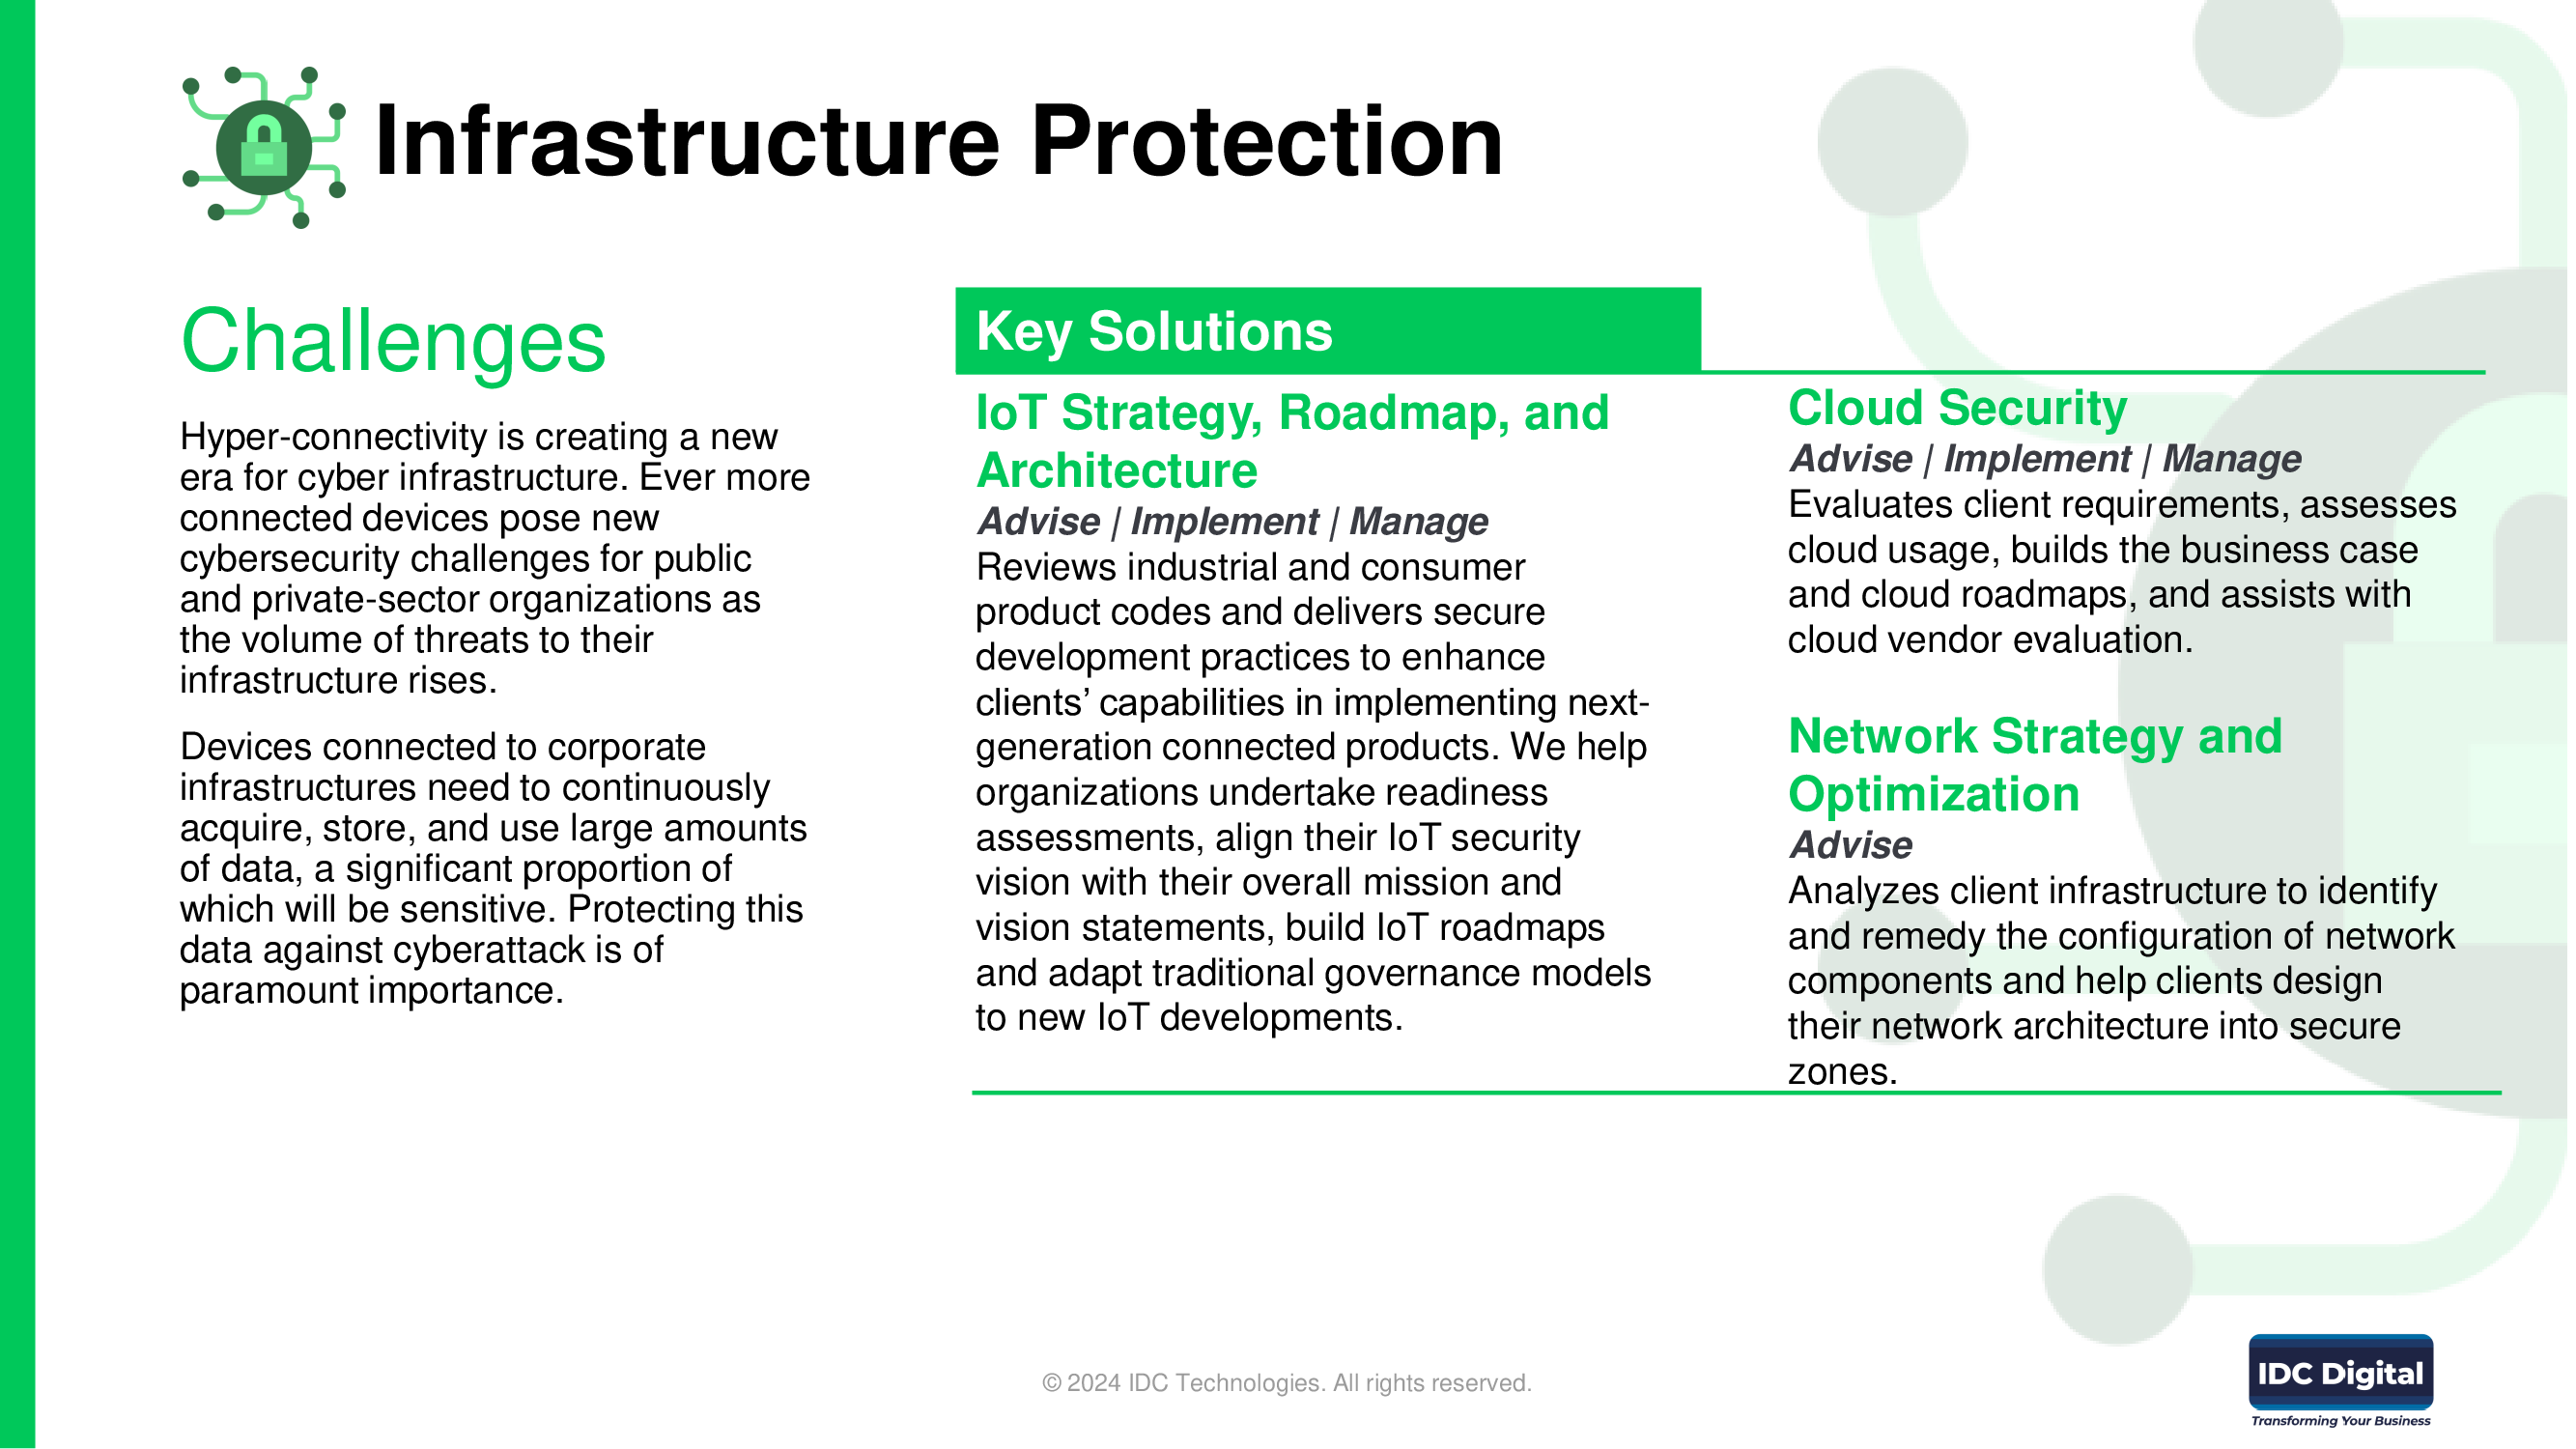 Infrastructure Protection
Challenges
Hyper-connectivity is creating a new
era for cyber infrastructure. Ever more
connected devices pose new
cybersecurity challenges for public
and private-sector organizations as
the volume of threats to their
infrastructure rises.
Devices connected to corporate
infrastructures need to continuously
acquire, store, and use large amounts
of data, a significant proportion of
which will be sensitive. Protecting this
data against cyberattack is of
paramount importance.
Key Solutions
IoT Strategy, Roadmap, and
Architecture
Advise | Implement | Manage
Reviews industrial and consumer
product codes and delivers secure
development practices to enhance
clients’ capabilities in implementing next-
generation connected products. We help
organizations undertake readiness
assessments, align their IoT security
vision with their overall mission and
vision statements, build IoT roadmaps
and adapt traditional governance models
to new IoT developments.
Cloud Security
Advise | Implement | Manage
Evaluates client requirements, assesses
cloud usage, builds the business case
and cloud roadmaps, and assists with
cloud vendor evaluation.
Network Strategy and
Optimization
Advise
Analyzes client infrastructure to identify
and remedy the configuration of network
components and help clients design
their network architecture into secure
zones.
© 2024 IDC Technologies. All rights reserved.
IDC Digital
Transforming Your Business